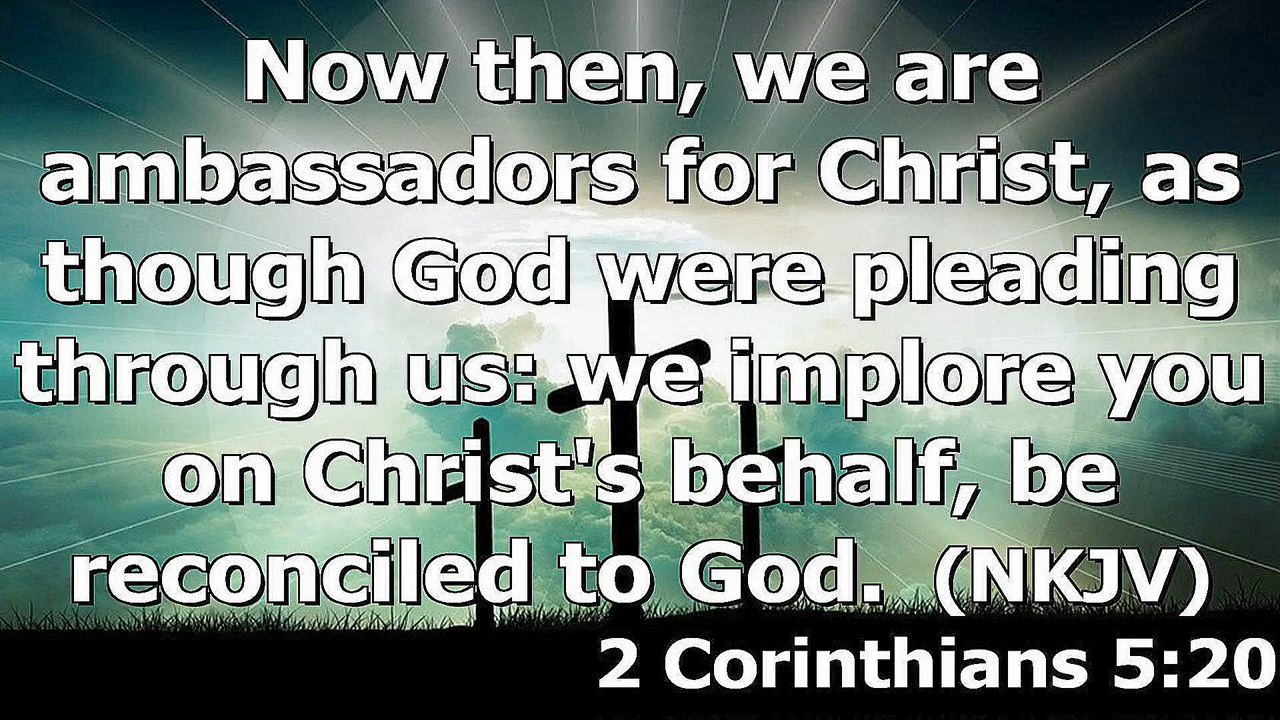 Now then, we are
ambassadors for Christ, as
though God were pleading
through us: we implore you
on Christ's behalf, be
reconciled to God. (NKJV)
2 Corinthians 5:20